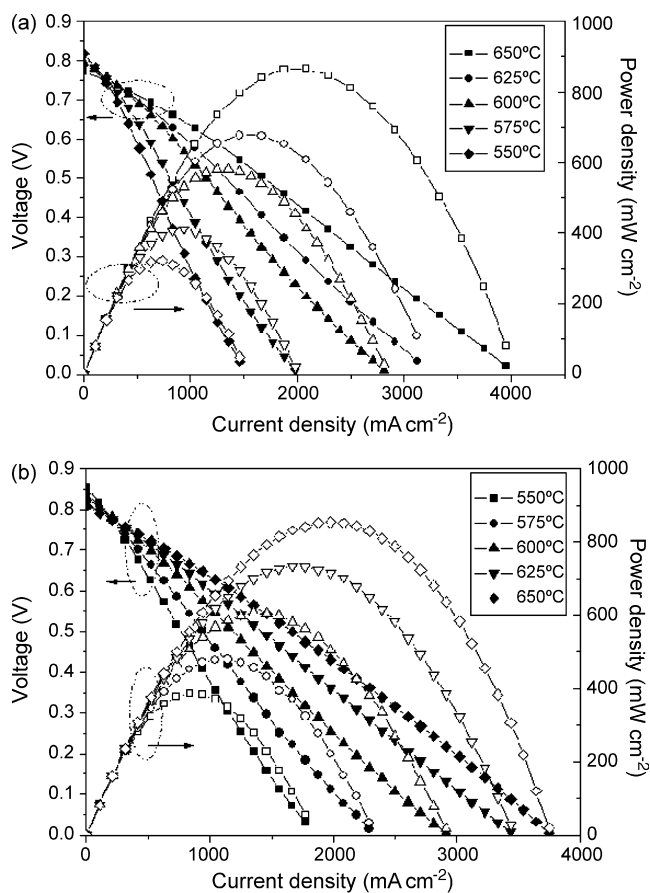 (a)
1000
800
600
400
200
0
Power density (mW cm-2)
0.9
0.8
0.7
0.6
0.5
0.4
0.3
0.2
0.1
0.0
Voltage (V)
650ºC
625ºC
600ºC
575ºC
550ºC
0
1000
2000
3000
4000
Current density (mA cm-2)
(b)
1000
800
600
400
200
0
Power density (mW cm-2)
0.9
0.8
0.7
0.6
0.5
0.4
0.3
0.2
0.1
0.0
Voltage (V)
550ºC
575ºC
600ºC
625ºC
650ºC
0
1000
2000
3000
4000
Current density (mA cm-2)